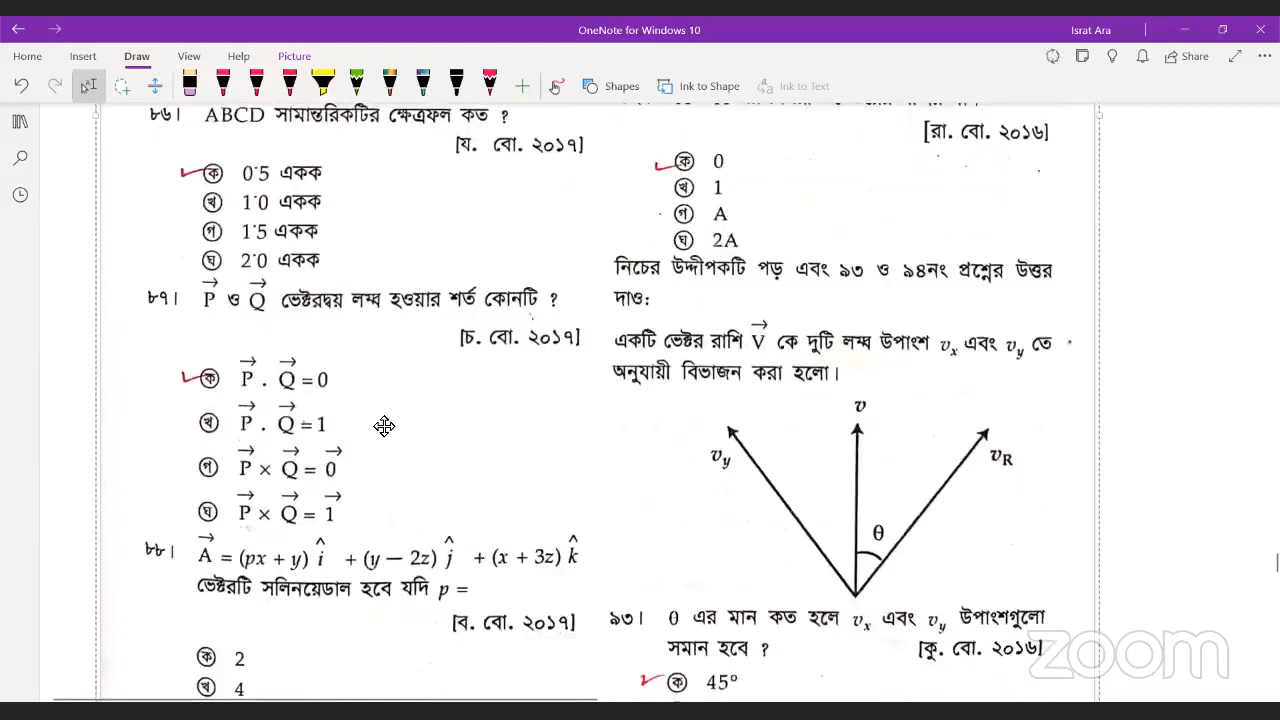 OneNote for Windows 10
Israt Ara
Home Insert Draw View Help Picture
Share
Shapes
Ink to Shape
Ink to Text
৮৬। ABCD সামান্তরিকটির ক্ষেত্রফল কত ?
[য. বো. ২০১৭]
ক 0·5 একক
খ 1·0 একক
গ 1·5 একক
ঘ 2·0 একক
৮৭। P⃗ ও Q⃗ ভেক্টরদ্বয় লম্ব হওয়ার শর্ত কোনটি ?
[চ. বো. ২০১৭]
ক P⃗ . Q⃗ = 0
খ P⃗ . Q⃗ = 1
গ P⃗ × Q⃗ = 0⃗
ঘ P⃗ × Q⃗ = 1⃗
৮৮। A⃗ = (px + y) î + (y − 2z) ĵ + (x + 3z) k̂
ভেক্টরটি সলিনয়েডাল হবে যদি p =
[ব. বো. ২০১৭]
ক 2
খ 4
[রা. বো. ২০১৬]
ক 0
খ 1
গ A
ঘ 2A
নিচের উদ্দীপকটি পড় এবং ৯৩ ও ৯৪নং প্রশ্নের উত্তর
দাও:
একটি ভেক্টর রাশি V⃗ কে দুটি লম্ব উপাংশ vx এবং vy তে
অনুযায়ী বিভাজন করা হলো।
v
vy
vR
θ
৯৩। θ এর মান কত হলে vx এবং vy উপাংশগুলো
সমান হবে ? [কু. বো. ২০১৬]
ক 45°
zoom